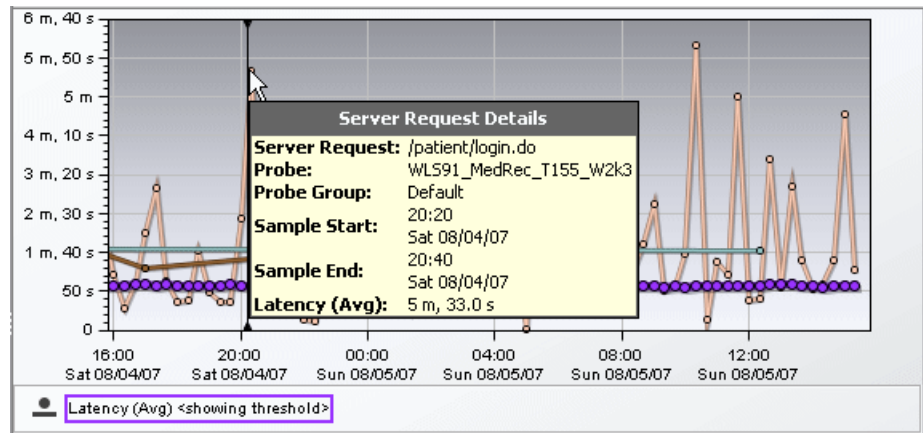 6 m, 40 s
5 m, 50 s
5 m
4 m, 10 s
3 m, 20 s
2 m, 30 s
1 m, 40 s
50 s
0
Server Request Details
Server Request: /patient/login.do
Probe: WLS91_MedRec_T155_W2k3
Probe Group: Default
Sample Start: 20:20
Sat 08/04/07
Sample End: 20:40
Sat 08/04/07
Latency (Avg): 5 m, 33.0 s
16:00 20:00 00:00 04:00 08:00 12:00
Sat 08/04/07 Sat 08/04/07 Sun 08/05/07 Sun 08/05/07 Sun 08/05/07 Sun 08/05/07
Latency (Avg) <showing threshold>